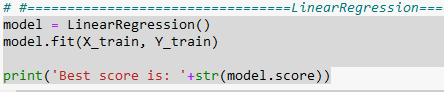 # #=================================LinearRegression===
model = LinearRegression()
model.fit(X_train, Y_train)
print('Best score is: '+str(model.score))